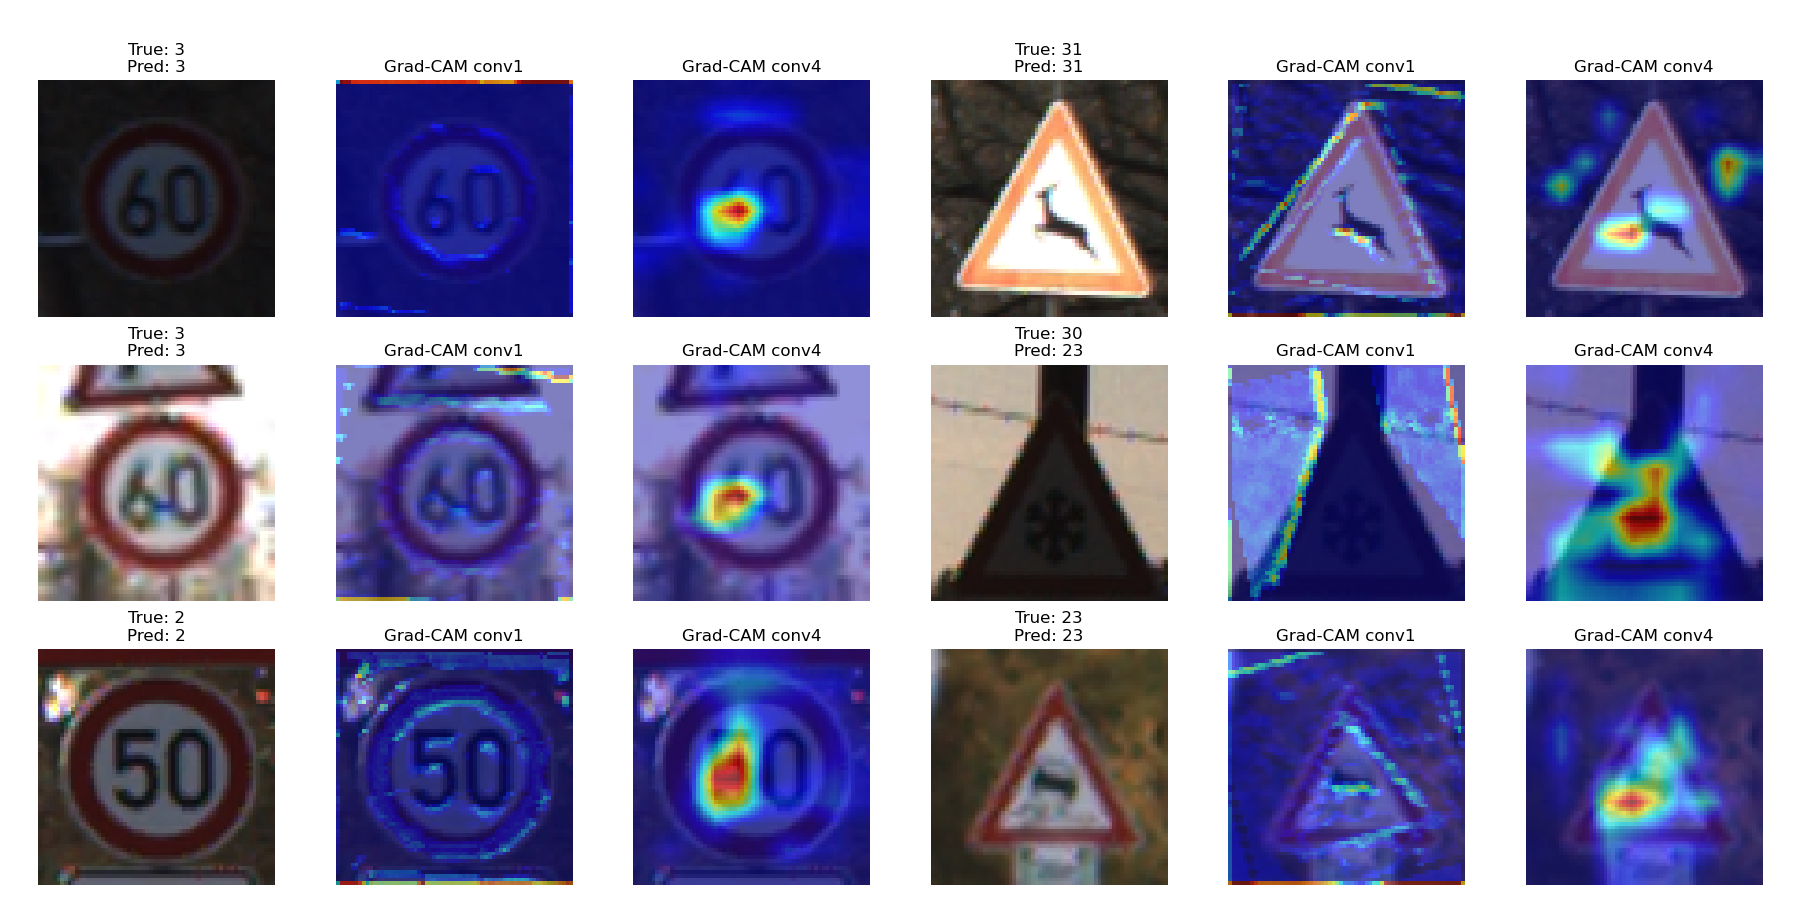 True: 3
Pred: 3
Grad-CAM conv1
Grad-CAM conv4
True: 31
Pred: 31
Grad-CAM conv1
Grad-CAM conv4
60
60
60
True: 3
Pred: 3
Grad-CAM conv1
Grad-CAM conv4
True: 30
Pred: 23
Grad-CAM conv1
Grad-CAM conv4
60
60
60
True: 2
Pred: 2
Grad-CAM conv1
Grad-CAM conv4
True: 23
Pred: 23
Grad-CAM conv1
Grad-CAM conv4
50
50
50